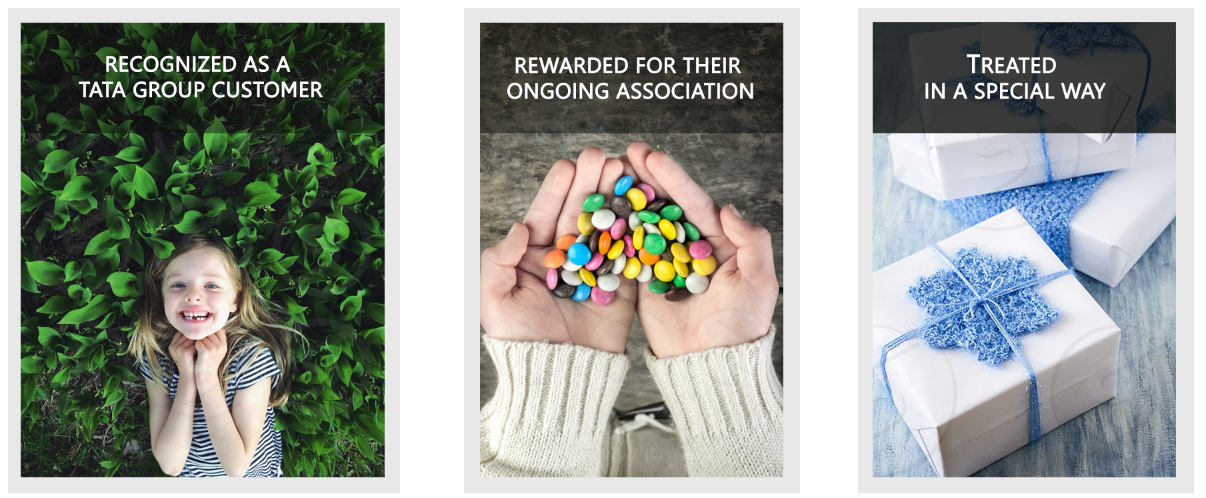 RECOGNIZED AS A
TATA GROUP CUSTOMER
REWARDED FOR THEIR
ONGOING ASSOCIATION
TREATED
IN A SPECIAL WAY